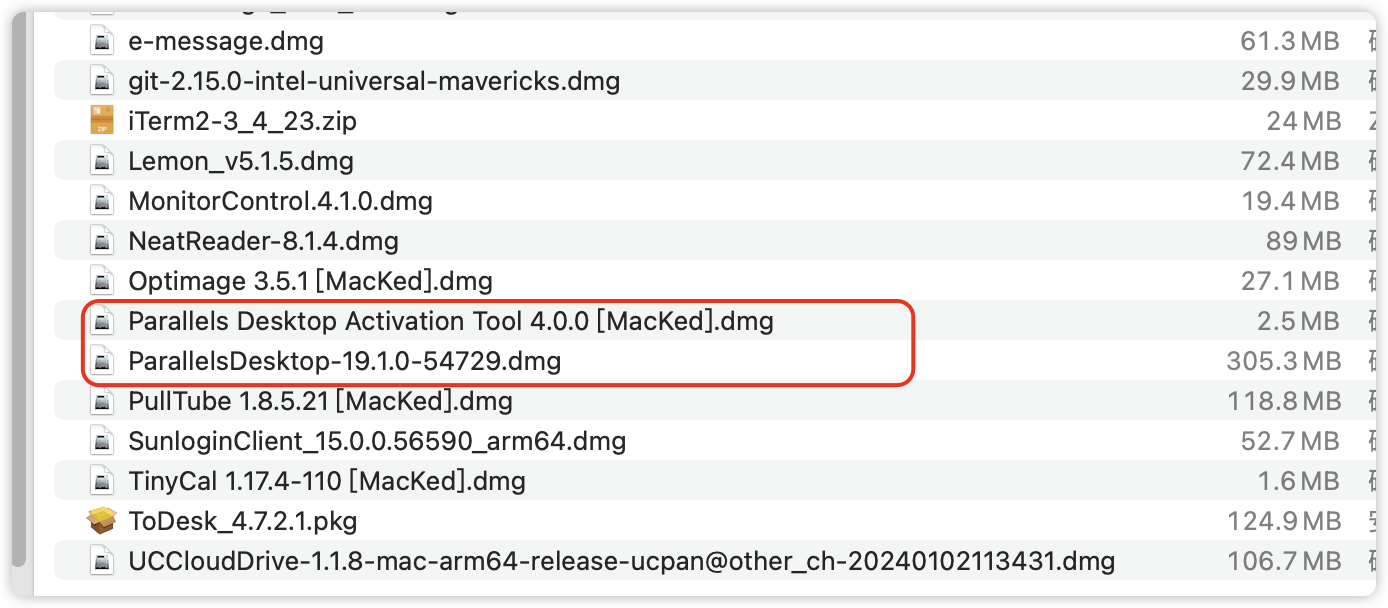 e-message.dmg 61.3 MB
git-2.15.0-intel-universal-mavericks.dmg 29.9 MB
iTerm2-3_4_23.zip 24 MB
Lemon_v5.1.5.dmg 72.4 MB
MonitorControl.4.1.0.dmg 19.4 MB
NeatReader-8.1.4.dmg 89 MB
Optimage 3.5.1 [MacKed].dmg 27.1 MB
Parallels Desktop Activation Tool 4.0.0 [MacKed].dmg 2.5 MB
ParallelsDesktop-19.1.0-54729.dmg 305.3 MB
PullTube 1.8.5.21 [MacKed].dmg 118.8 MB
SunloginClient_15.0.0.56590_arm64.dmg 52.7 MB
TinyCal 1.17.4-110 [MacKed].dmg 1.6 MB
ToDesk_4.7.2.1.pkg 124.9 MB
UCCloudDrive-1.1.8-mac-arm64-release-ucpan@other_ch-20240102113431.dmg 106.7 MB